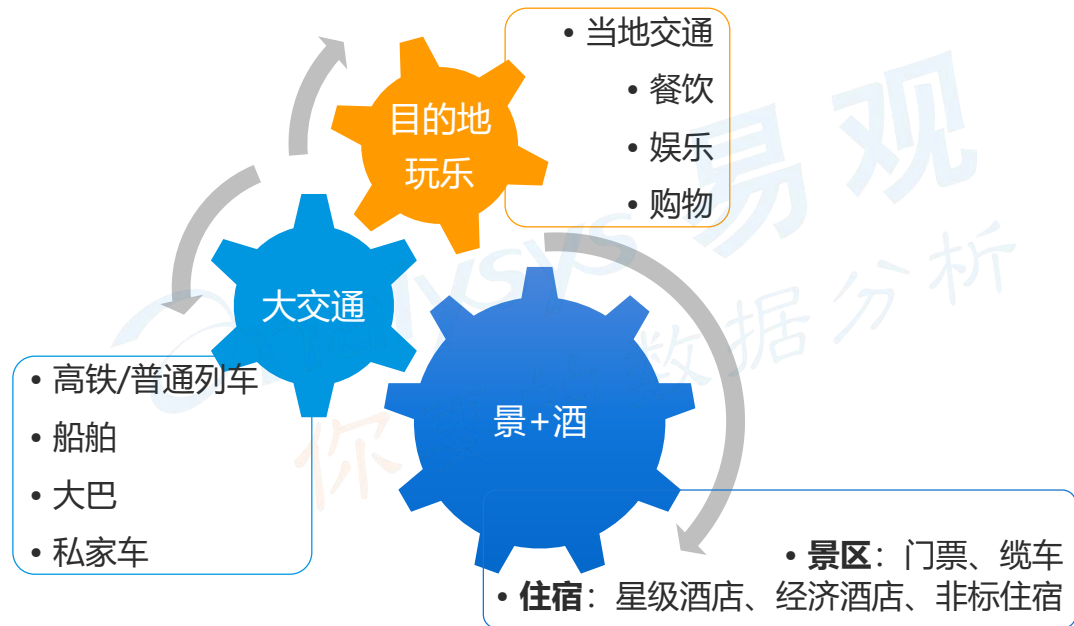 • 当地交通
• 餐饮
• 娱乐
• 购物
目的地
玩乐
大交通
• 高铁/普通列车
• 船舶
• 大巴
• 私家车
景+酒
• 景区：门票、缆车
• 住宿：星级酒店、经济酒店、非标住宿
易观
数据分析